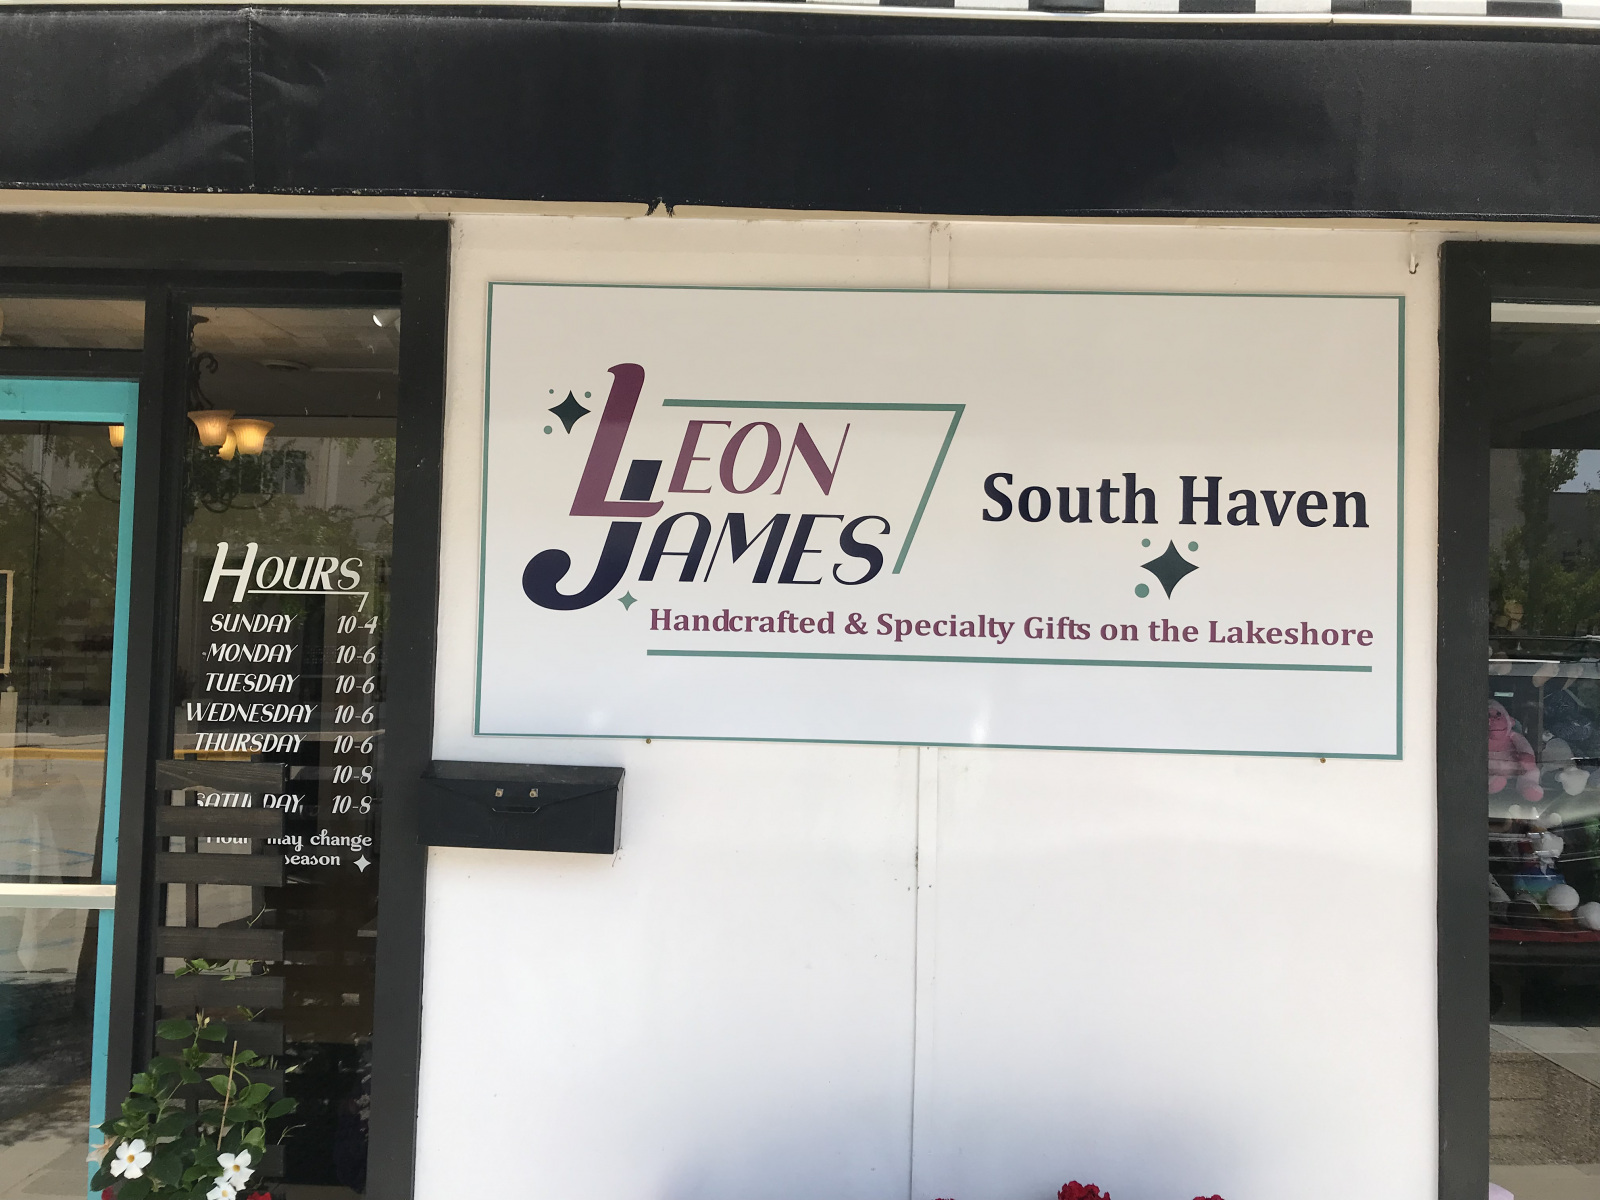 LEON
JAMES
South Haven
Handcrafted & Specialty Gifts on the Lakeshore
HOURS
SUNDAY 10-4
MONDAY 10-6
TUESDAY 10-6
WEDNESDAY 10-6
THURSDAY 10-6
10-8
SATURDAY 10-8
may change
season